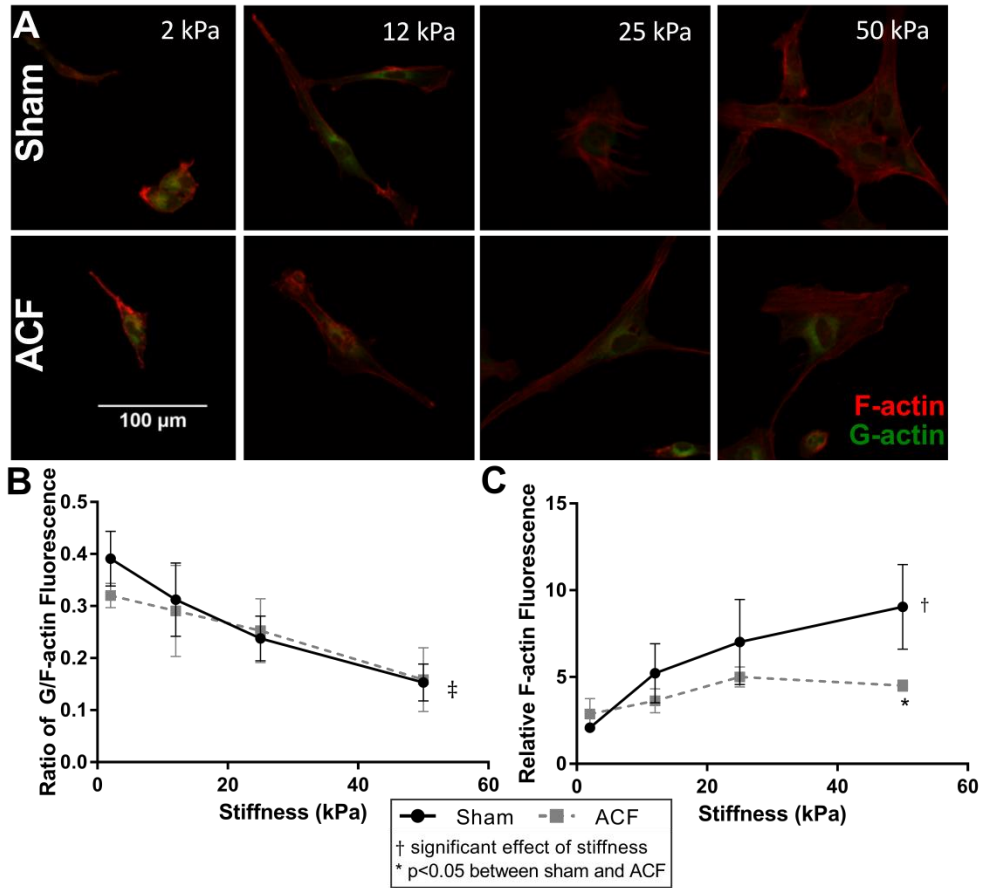 A
2 kPa
12 kPa
25 kPa
50 kPa
Sham
ACF
100 µm
F-actin
G-actin
B
Ratio of G/F-actin Fluorescence
0.5
0.4
0.3
0.2
0.1
0.0
0
20
40
60
Stiffness (kPa)
‡
C
Relative F-actin Fluorescence
15
10
5
0
0
20
40
60
Stiffness (kPa)
†
*
Sham ACF
† significant effect of stiffness
* p<0.05 between sham and ACF